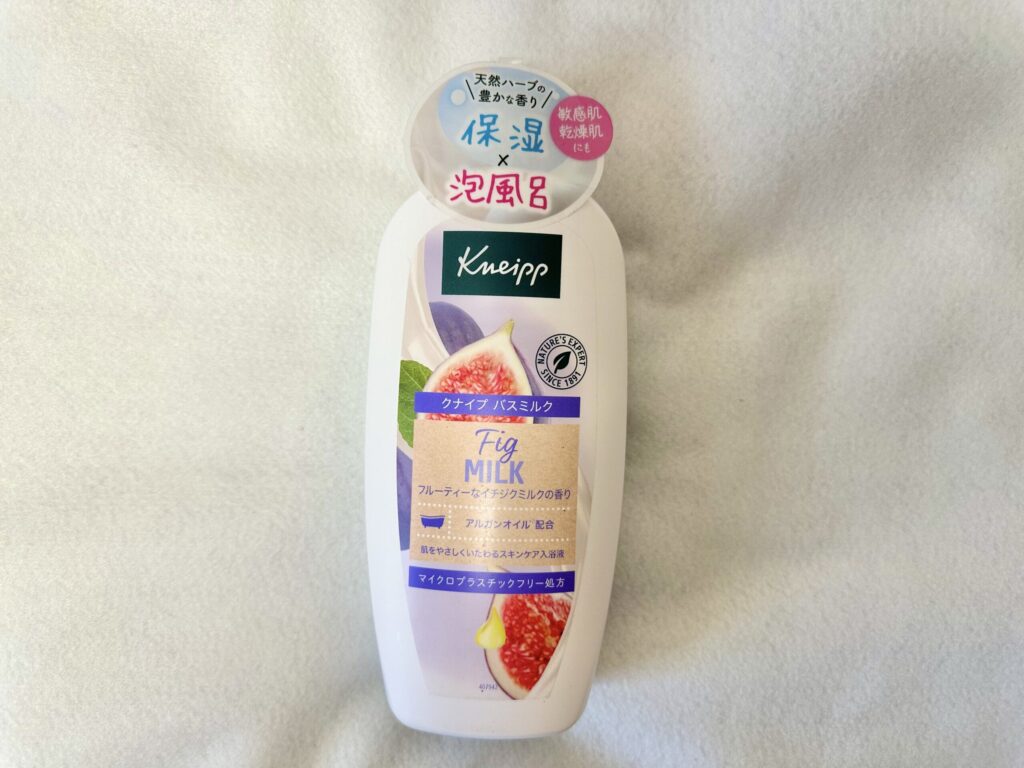 天然ハーブの
豊かな香り
保湿
×
泡風呂
敏感肌
乾燥肌
にも
Kneipp
NATURE'S EXPERT
SINCE 1891
クナイプ バスミルク
Fig
MILK
フルーティーなイチジクミルクの香り
アルガンオイル 配合
肌をやさしくいたわるスキンケア入浴液
マイクロプラスチックフリー処方